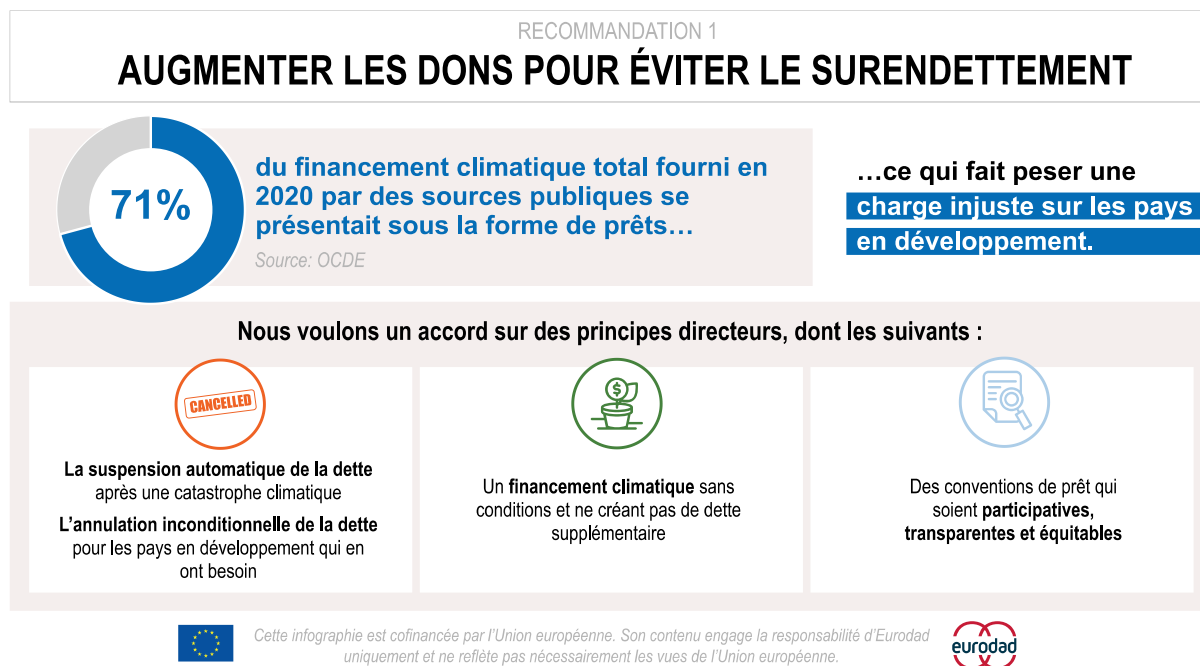 RECOMMANDATION 1
AUGMENTER LES DONS POUR ÉVITER LE SURENDETTEMENT
71%
du financement climatique total fourni en
2020 par des sources publiques se
présentait sous la forme de prêts…
Source: OCDE
…ce qui fait peser une
charge injuste sur les pays
en développement.
Nous voulons un accord sur des principes directeurs, dont les suivants :
CANCELLED
La suspension automatique de la dette
après une catastrophe climatique
L’annulation inconditionnelle de la dette
pour les pays en développement qui en
ont besoin
$
Un financement climatique sans
conditions et ne créant pas de dette
supplémentaire
Des conventions de prêt qui
soient participatives,
transparentes et équitables
Cette infographie est cofinancée par l’Union européenne. Son contenu engage la responsabilité d’Eurodad
uniquement et ne reflète pas nécessairement les vues de l’Union européenne.
eurodad